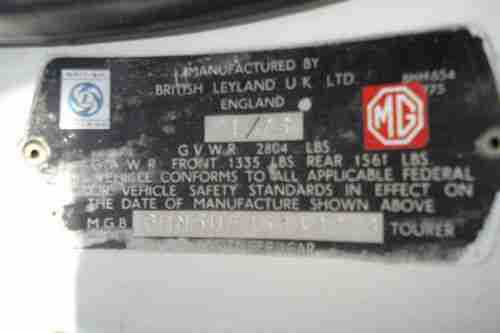 MANUFACTURED BY
BRITISH LEYLAND U K LTD.
ENGLAND
G V W R 2804 LBS
G A W R FRONT 1335 LBS REAR 1561 LBS
VEHICLE CONFORMS TO ALL APPLICABLE FEDERAL
VEHICLE SAFETY STANDARDS IN EFFECT ON
THE DATE OF MANUFACTURE SHOWN ABOVE
M.G.B. TOURER
MG